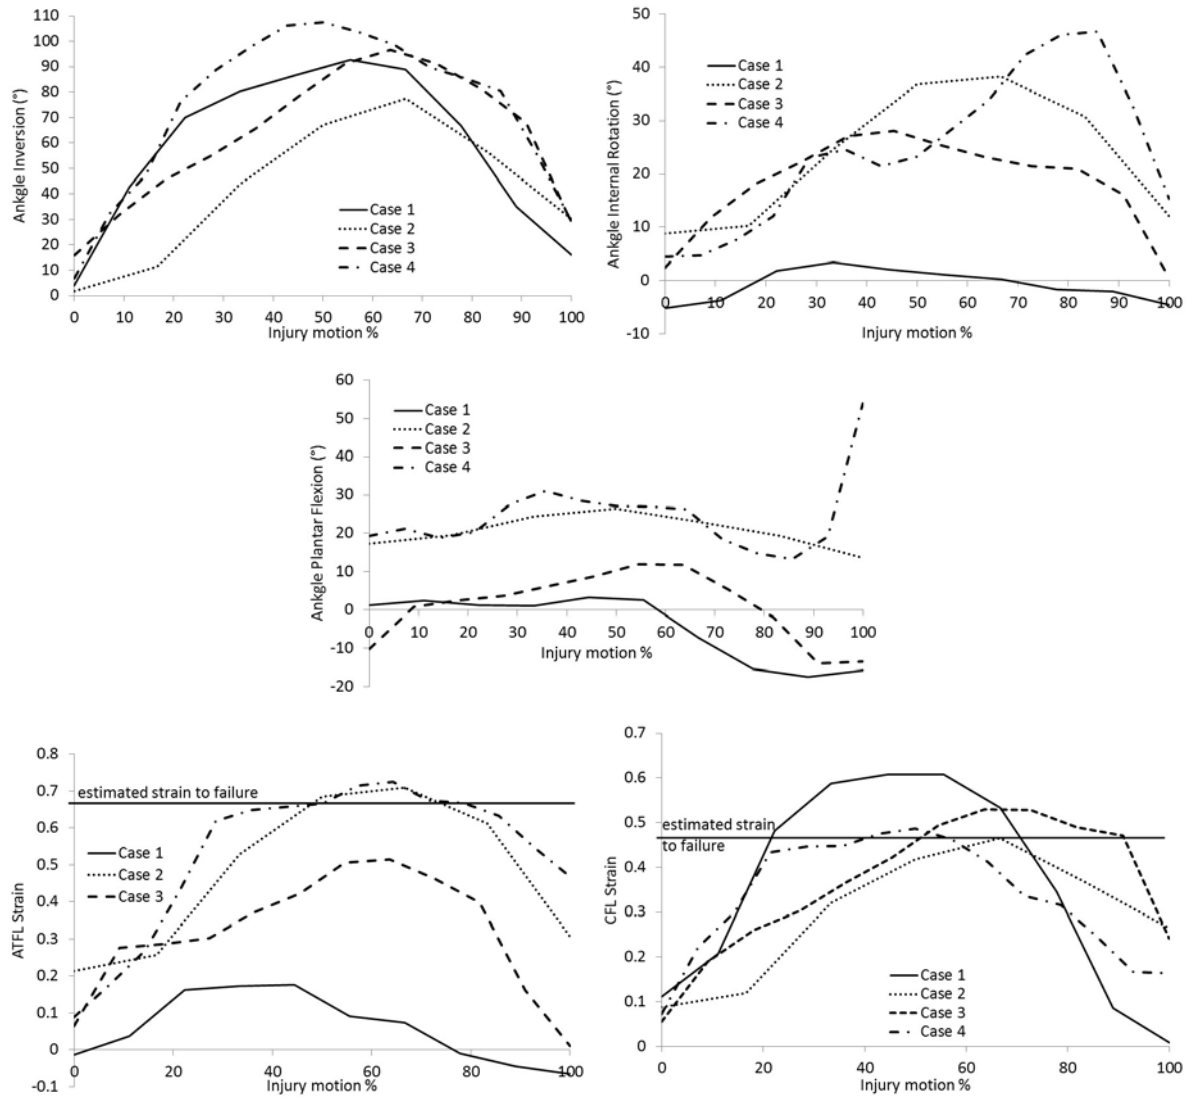 110
100
90
80
70
60
50
40
30
20
10
0
Ankgle Inversion (°)
Case 1
Case 2
Case 3
Case 4
0 10 20 30 40 50 60 70 80 90 100
Injury motion %
50
40
30
20
10
0
-10
Ankgle Internal Rotation (°)
Case 1
Case 2
Case 3
Case 4
0 10 20 30 40 50 60 70 80 90 100
Injury motion %
60
50
40
30
20
10
0
-10
-20
Ankgle Plantar Flexion (°)
Case 1
Case 2
Case 3
Case 4
0 10 20 30 40 50 60 70 80 90 100
Injury motion %
0.8
0.7
0.6
0.5
0.4
0.3
0.2
0.1
0
-0.1
ATFL Strain
estimated strain to failure
Case 1
Case 2
Case 3
0 20 40 60 80 100
Injury motion %
0.7
0.6
0.5
0.4
0.3
0.2
0.1
0
CFL Strain
estimated strain
to failure
Case 1
Case 2
Case 3
Case 4
0 20 40 60 80 100
Injury motion %